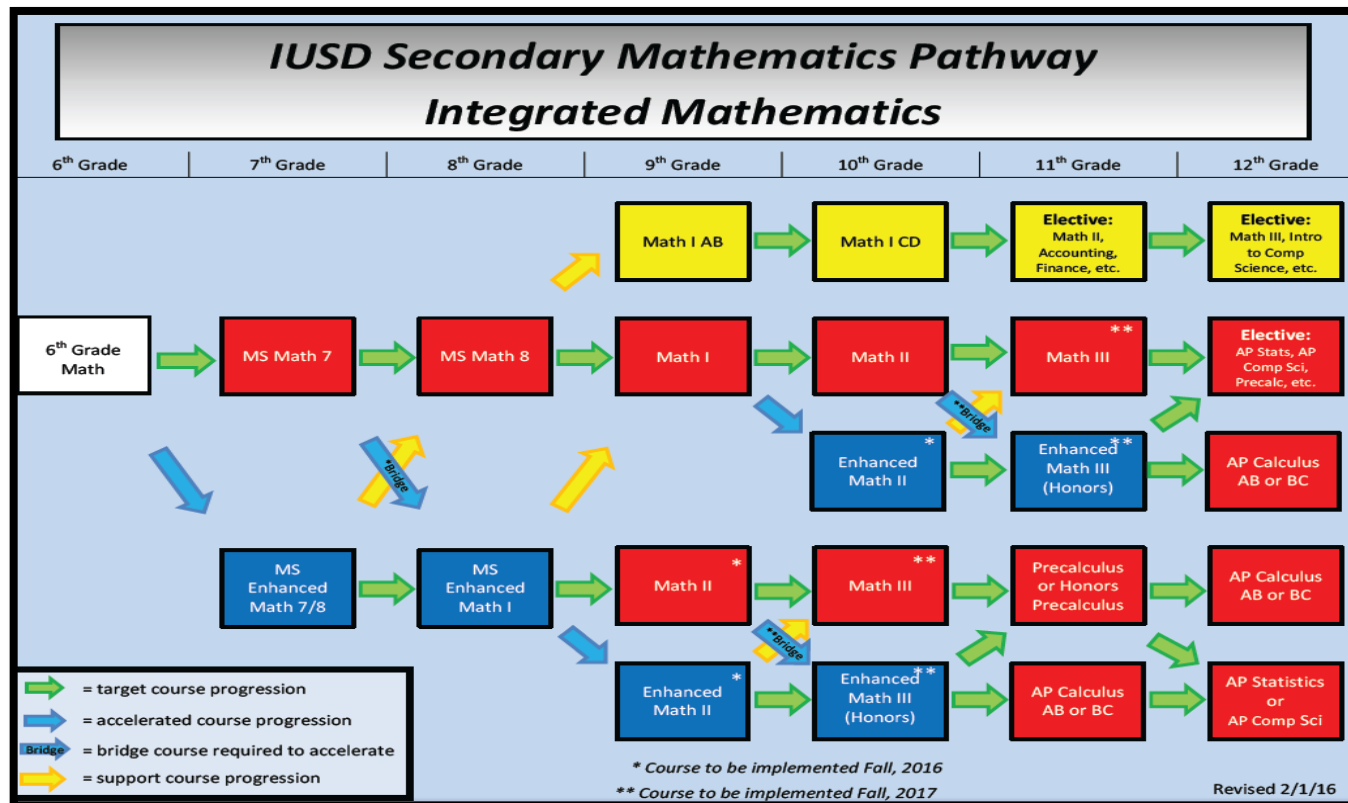 IUSD Secondary Mathematics Pathway
Integrated Mathematics
6th Grade
7th Grade
8th Grade
9th Grade
10th Grade
11th Grade
12th Grade
Math I AB
Math I CD
Elective:
Math II,
Accounting,
Finance, etc.
Elective:
Math III, Intro
to Comp
Science, etc.
6th Grade
Math
MS Math 7
MS Math 8
Math I
Math II
**
Math III
Elective:
AP Stats, AP
Comp Sci,
Precalc, etc.
*Bridge
**Bridge
*
Enhanced
Math II
**
Enhanced
Math III
(Honors)
AP Calculus
AB or BC
MS
Enhanced
Math 7/8
MS
Enhanced
Math I
*
Math II
**
Math III
Precalculus
or Honors
Precalculus
AP Calculus
AB or BC
**Bridge
*
Enhanced
Math II
**
Enhanced
Math III
(Honors)
AP Calculus
AB or BC
AP Statistics
or
AP Comp Sci
= target course progression
= accelerated course progression
Bridge = bridge course required to accelerate
= support course progression
* Course to be implemented Fall, 2016
** Course to be implemented Fall, 2017
Revised 2/1/16